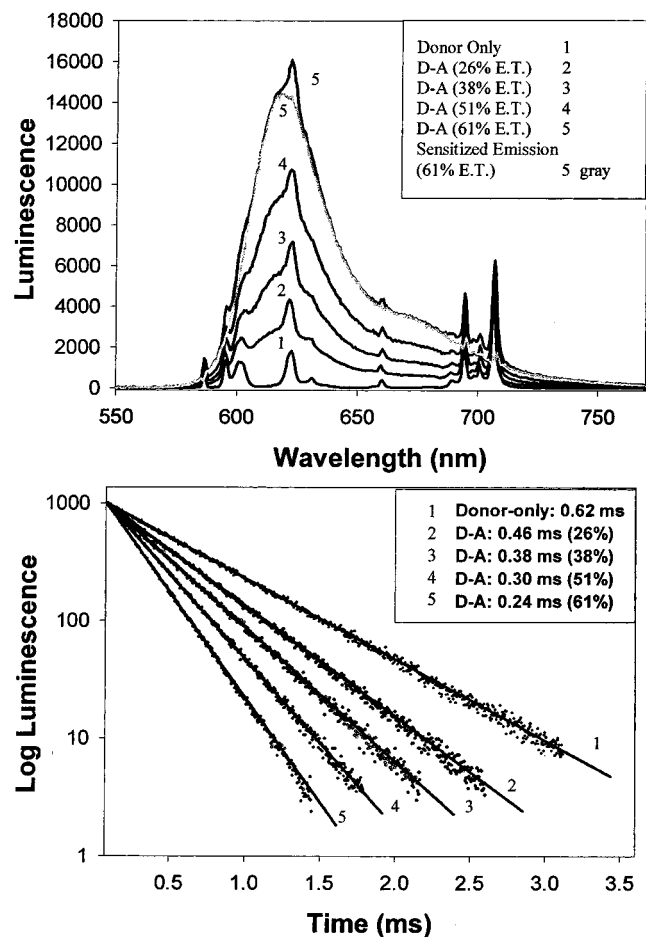 18000
16000
14000
12000
10000
8000
6000
4000
2000
0
Luminescence
550 600 650 700 750
Wavelength (nm)
Donor Only 1
D-A (26% E.T.) 2
D-A (38% E.T.) 3
D-A (51% E.T.) 4
D-A (61% E.T.) 5
Sensitized Emission
(61% E.T.) 5 gray
5
5
4
3
2
1
1000
100
10
1
Log Luminescence
0.5 1.0 1.5 2.0 2.5 3.0 3.5
Time (ms)
1 Donor-only: 0.62 ms
2 D-A: 0.46 ms (26%)
3 D-A: 0.38 ms (38%)
4 D-A: 0.30 ms (51%)
5 D-A: 0.24 ms (61%)
1
2
3
4
5